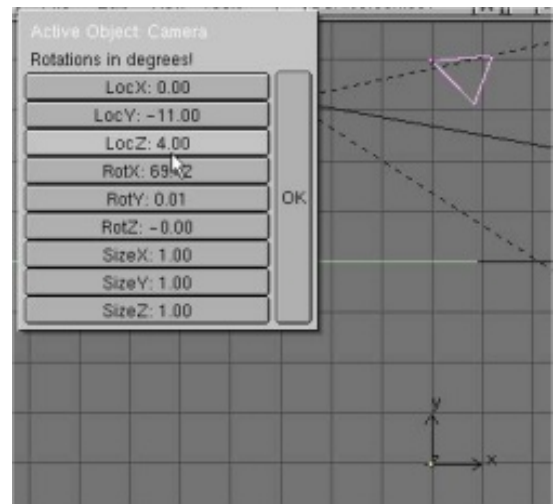 Active Object: Camera
Rotations in degrees!
LocX: 0.00
LocY: -11.00
LocZ: 4.00
RotX:
RotY: 0.01
RotZ: -0.00
SizeX: 1.00
SizeY: 1.00
SizeZ: 1.00
OK
y
z
x